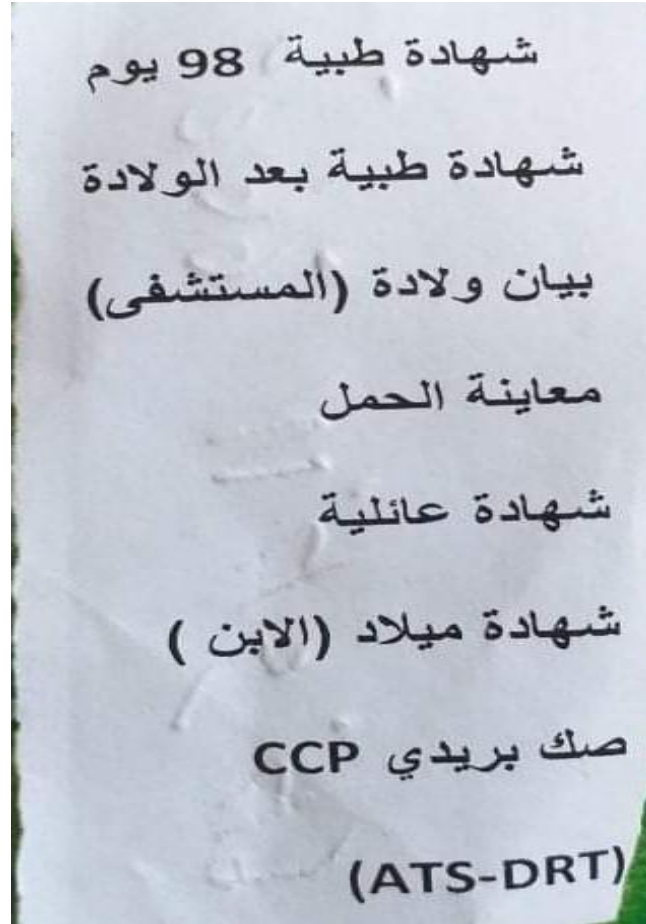 شهادة طبية 98 يوم
شهادة طبية بعد الولادة
بيان ولادة (المستشفى)
معاينة الحمل
شهادة عائلية
شهادة ميلاد (الابن )
صك بريدي CCP
(ATS-DRT)